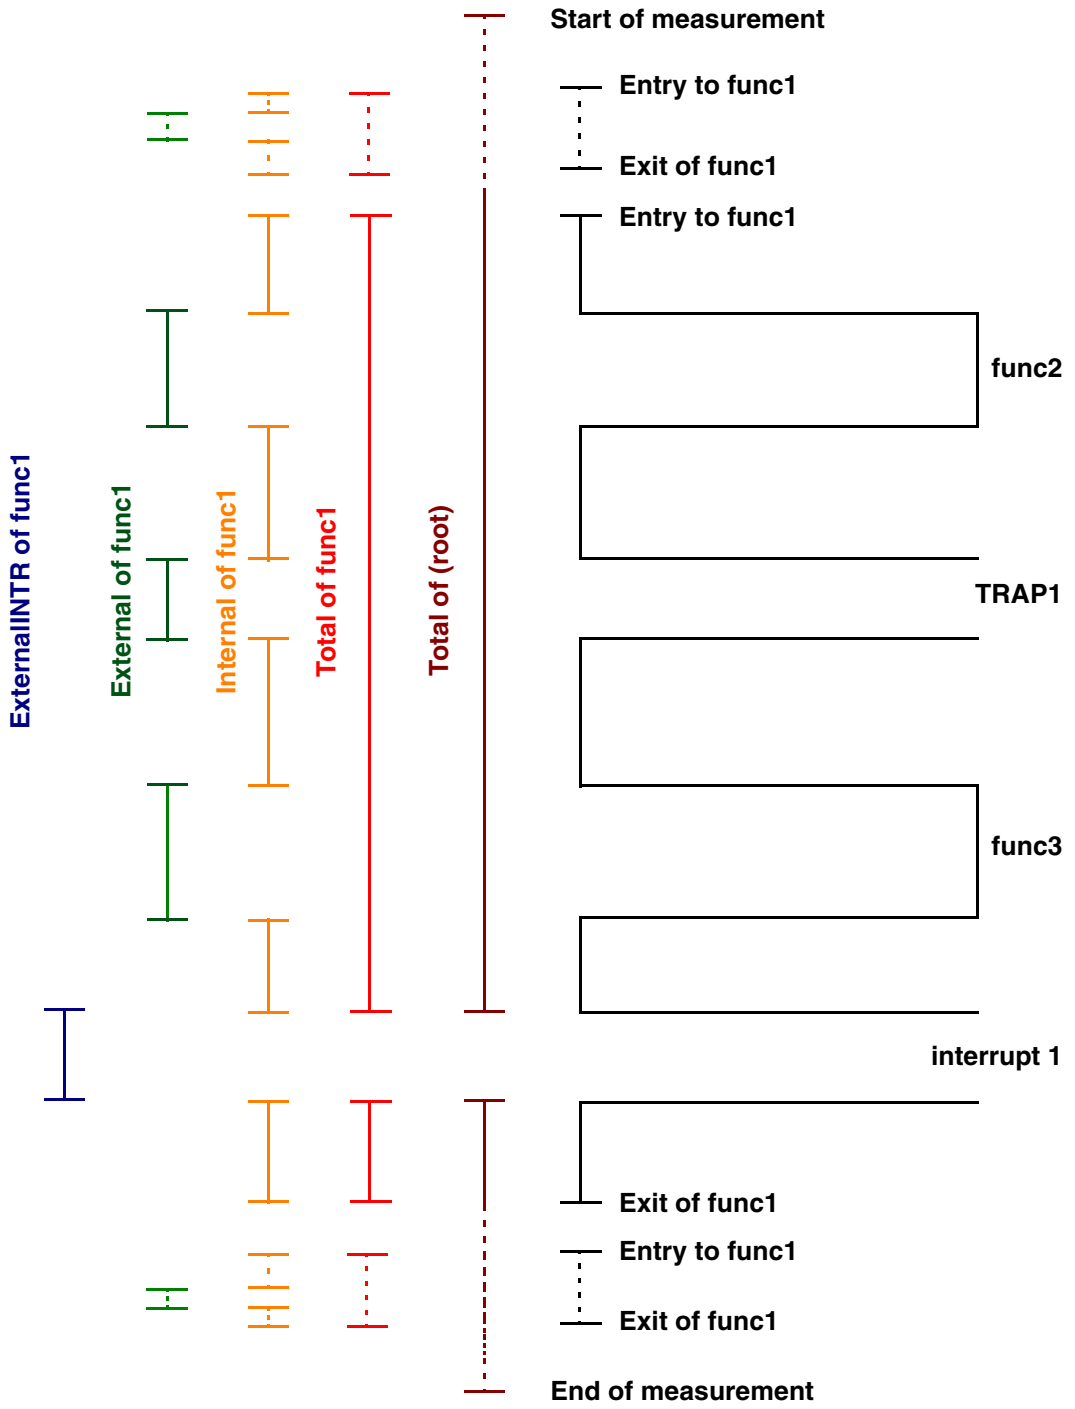 Start of measurement
Entry to func1
Exit of func1
Entry to func1
func2
ExternalINTR of func1
External of func1
Internal of func1
Total of func1
Total of (root)
TRAP1
func3
interrupt 1
Exit of func1
Entry to func1
Exit of func1
End of measurement